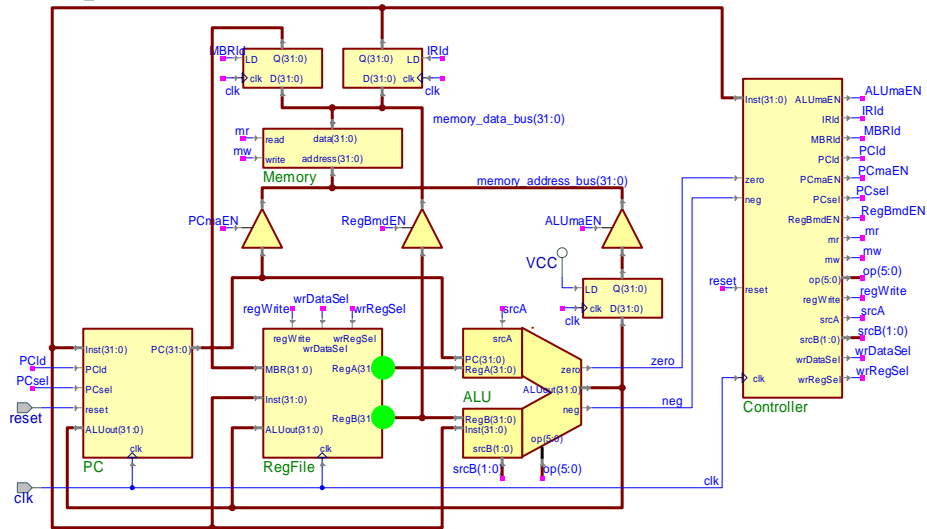 MBRld
LD
Q(31:0)
clk
D(31:0)
clk
Q(31:0)
LD
IRld
D(31:0)
clk
clk
memory_data_bus(31:0)
mr
read
data(31:0)
mw
write
address(31:0)
Memory
memory_address_bus(31:0)
PCmaEN
RegBmdEN
ALUmaEN
VCC
LD
Q(31:0)
clk
D(31:0)
clk
Inst(31:0)
PC(31:0)
PCld
PCld
PCsel
PCsel
reset
reset
ALUout(31:0)
clk
PC
regWrite
wrDataSel
wrRegSel
regWrite
wrRegSel
wrDataSel
MBR(31:0)
RegA(31
Inst(31:0)
RegB(31
ALUout(31:0)
clk
RegFile
srcA
srcA
PC(31:0)
RegA(31:0)
ALU
zero
ALUout(31:0)
neg
RegB(31:0)
Inst(31:0)
op(5:0)
srcB(1:0)
srcB(1:0)
op(5:0)
zero
neg
clk
clk
Inst(31:0)
ALUmaEN
ALUmaEN
IRld
IRld
MBRld
MBRld
PCld
PCld
zero
PCmaEN
PCmaEN
neg
PCsel
PCsel
RegBmdEN
RegBmdEN
mr
mr
mw
mw
op(5:0)
op(5:0)
reset
reset
regWrite
regWrite
srcA
srcA
srcB(1:0)
srcB(1:0)
wrDataSel
wrDataSel
clk
wrRegSel
wrRegSel
Controller